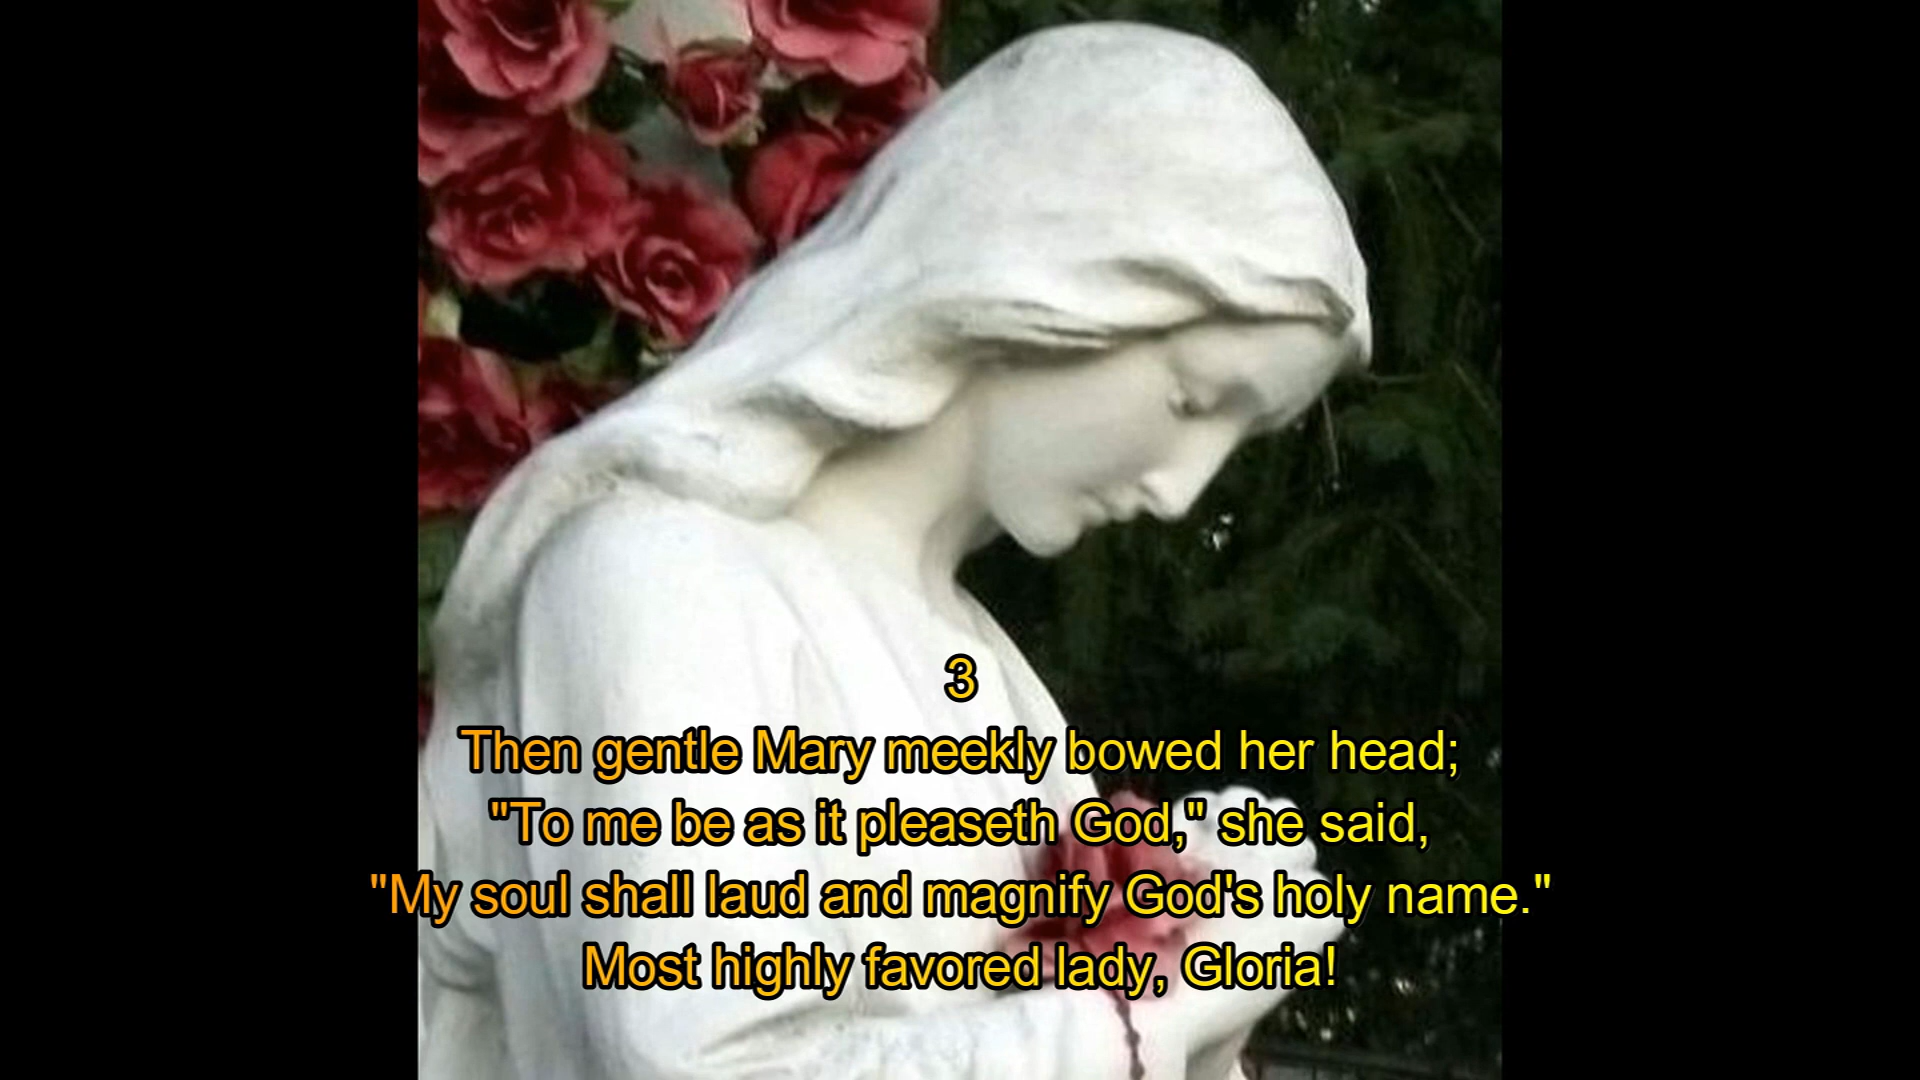 3
Then gentle Mary meekly bowed her head;
"To me be as it pleaseth God," she said,
"My soul shall laud and magnify God's holy name."
Most highly favored lady, Gloria!